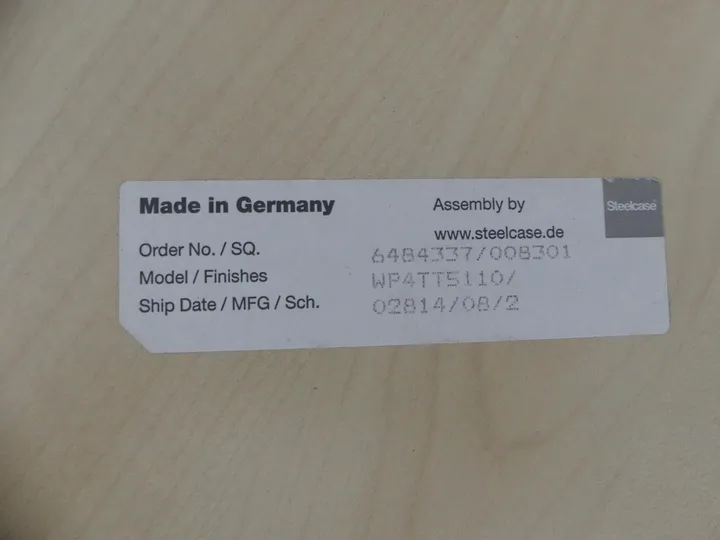 Made in Germany
Assembly by
Steelcase
www.steelcase.de
Order No. / SQ. 6484337/008301
Model / Finishes WP4TT5110/
Ship Date / MFG / Sch. 02814/08/2